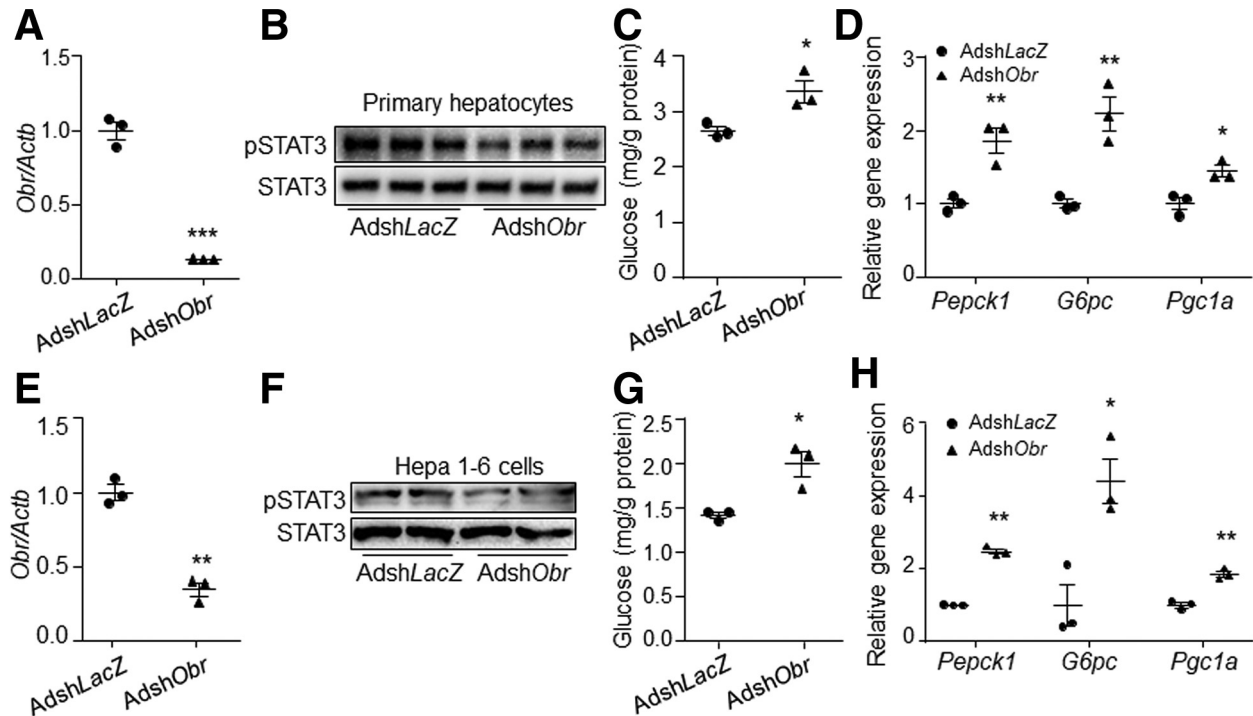 A
1.5
1.0
0.5
0.0
Obr/Actb
***
AdshLacZ
AdshObr
B
Primary hepatocytes
pSTAT3
STAT3
AdshLacZ
AdshObr
C
Glucose (mg/g protein)
4
3
2
1
0
*
AdshLacZ
AdshObr
D
Relative gene expression
3
2
1
0
AdshLacZ
AdshObr
**
**
*
Pepck1
G6pc
Pgc1a
E
1.5
1.0
0.5
0.0
Obr/Actb
**
AdshLacZ
AdshObr
F
Hepa 1-6 cells
pSTAT3
STAT3
AdshLacZ
AdshObr
G
Glucose (mg/g protein)
2.5
2.0
1.5
1.0
0.5
0.0
*
AdshLacZ
AdshObr
H
Relative gene expression
6
4
2
0
AdshLacZ
AdshObr
**
*
**
Pepck1
G6pc
Pgc1a